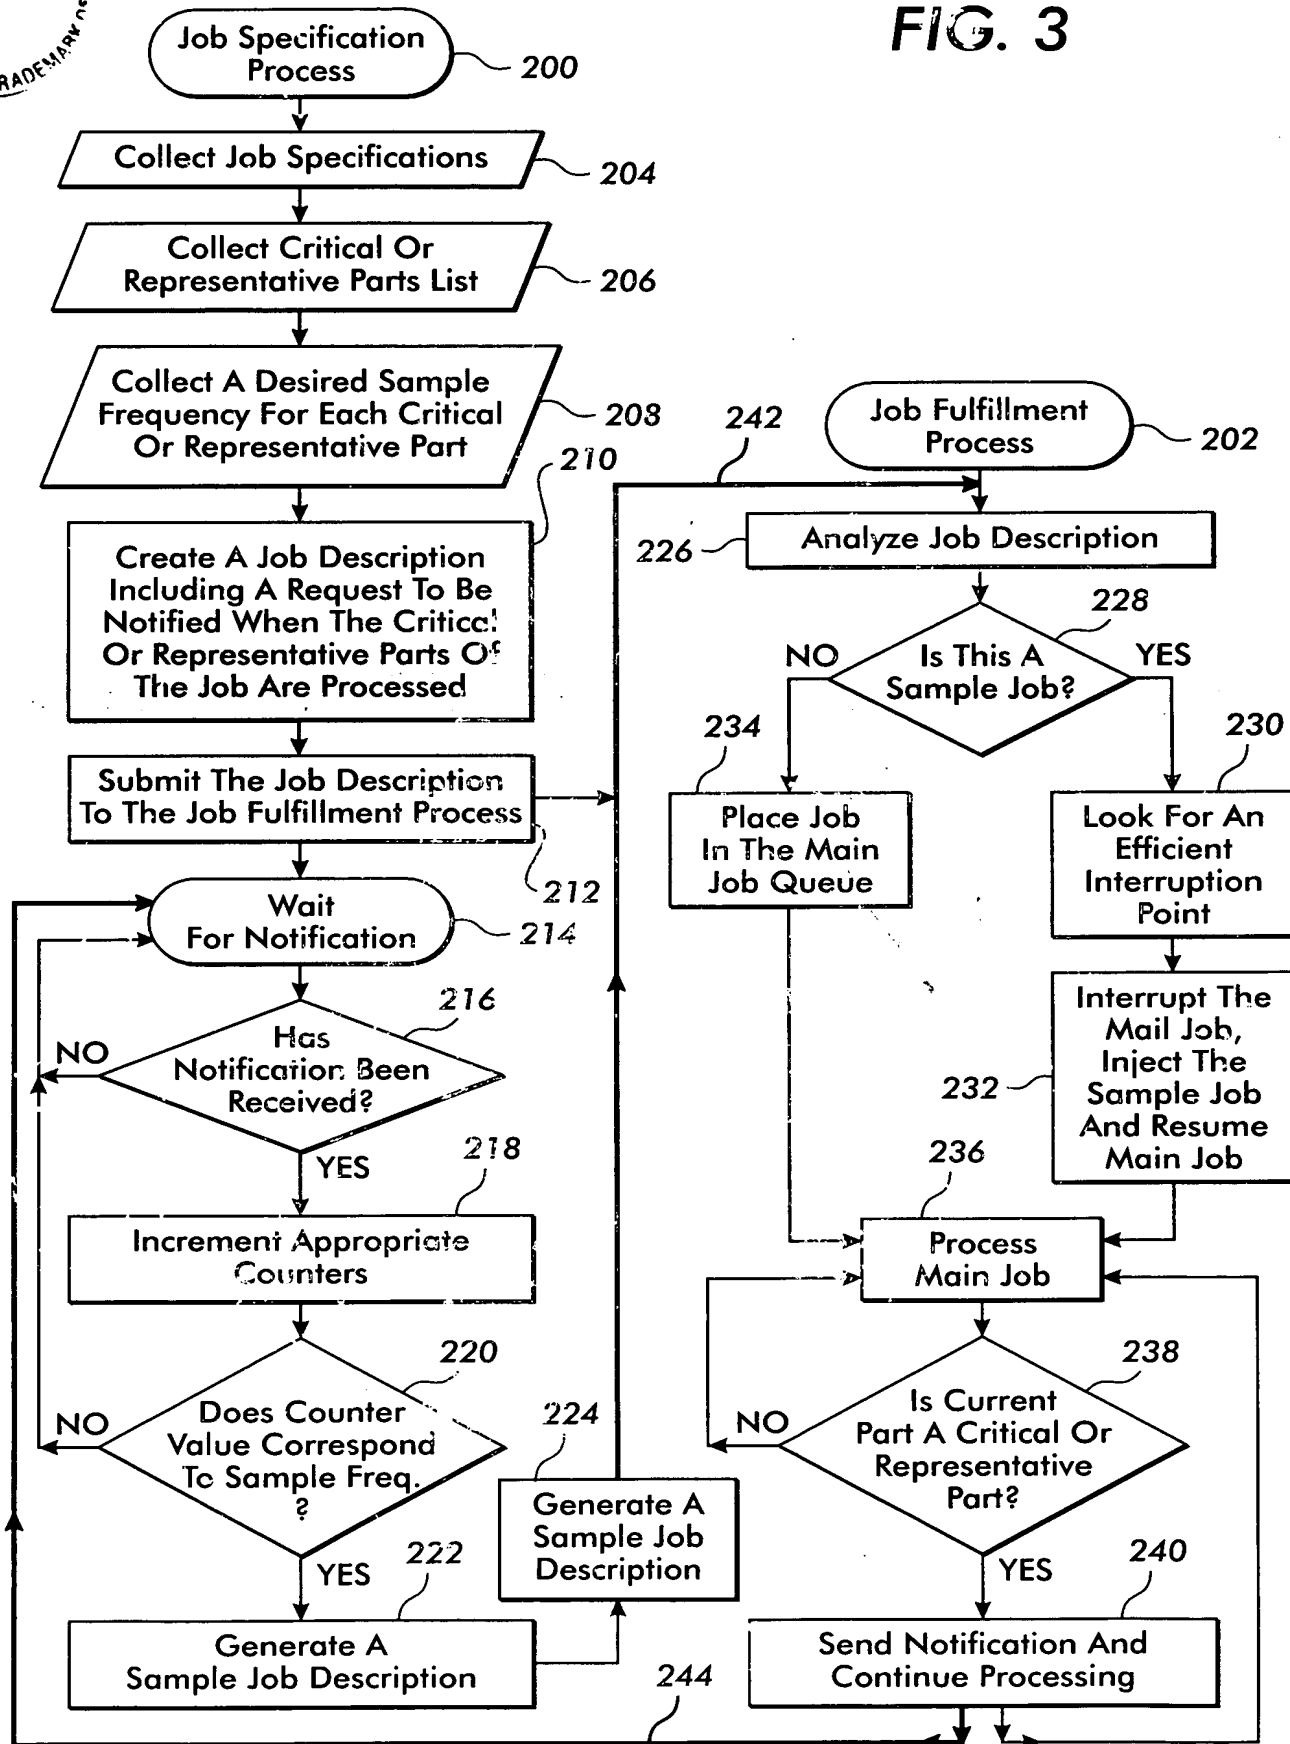 RADEMARK
FIG. 3
Job Specification
Process
200
Collect Job Specifications
204
Collect Critical Or
Representative Parts List
206
Collect A Desired Sample
Frequency For Each Critical
Or Representative Part
208
210
Create A Job Description
Including A Request To Be
Notified When The Critical
Or Representative Parts Of
The Job Are Processed
Submit The Job Description
To The Job Fulfillment Process
212
Wait
For Notification
214
216
Has
Notification Been
Received?
NO
YES
218
Increment Appropriate
Counters
220
Does Counter
Value Correspond
To Sample Freq.
?
NO
YES
222
Generate A
Sample Job Description
224
Generate A
Sample Job
Description
242
Job Fulfillment
Process
202
226
Analyze Job Description
228
Is This A
Sample Job?
NO
YES
234
Place Job
In The Main
Job Queue
230
Look For An
Efficient
Interruption
Point
232
Interrupt The
Mail Job,
Inject The
Sample Job
And Resume
Main Job
236
Process
Main Job
238
Is Current
Part A Critical Or
Representative
Part?
NO
YES
240
Send Notification And
Continue Processing
244